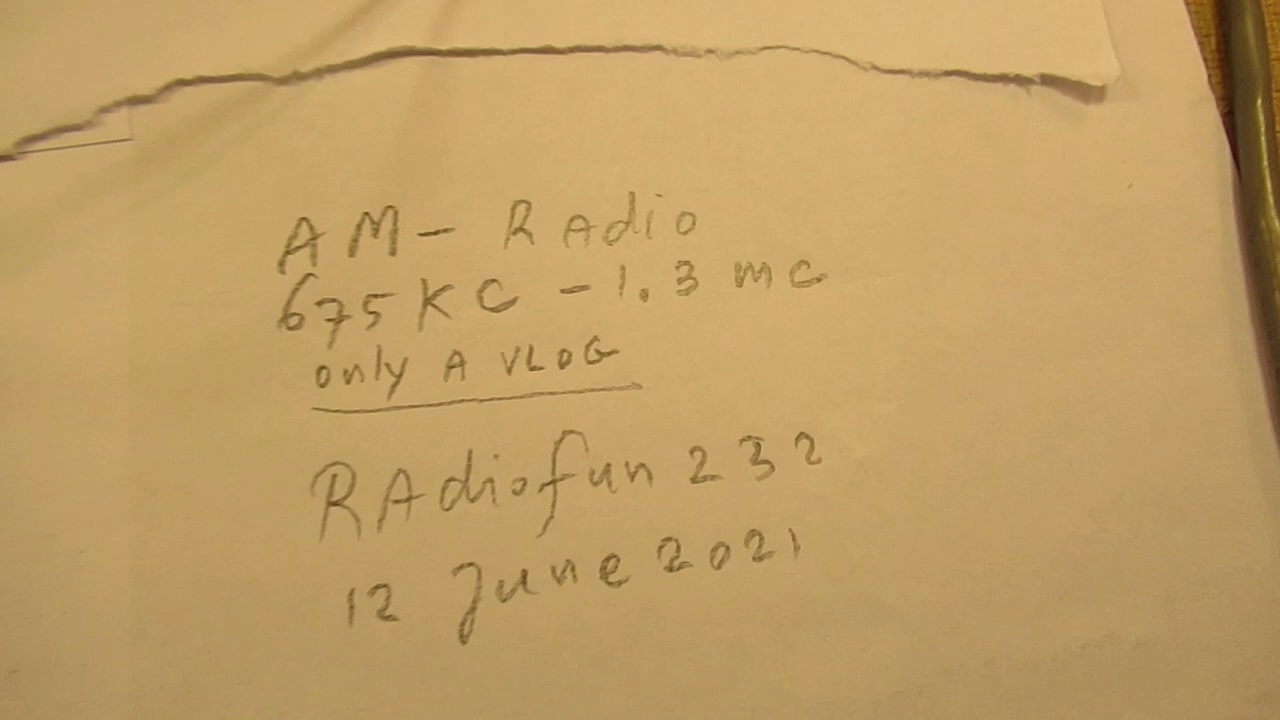 AM- RAdio
675 KC - 1.3 mc
only A VLOG
RAdiofun 232
12 June 2021